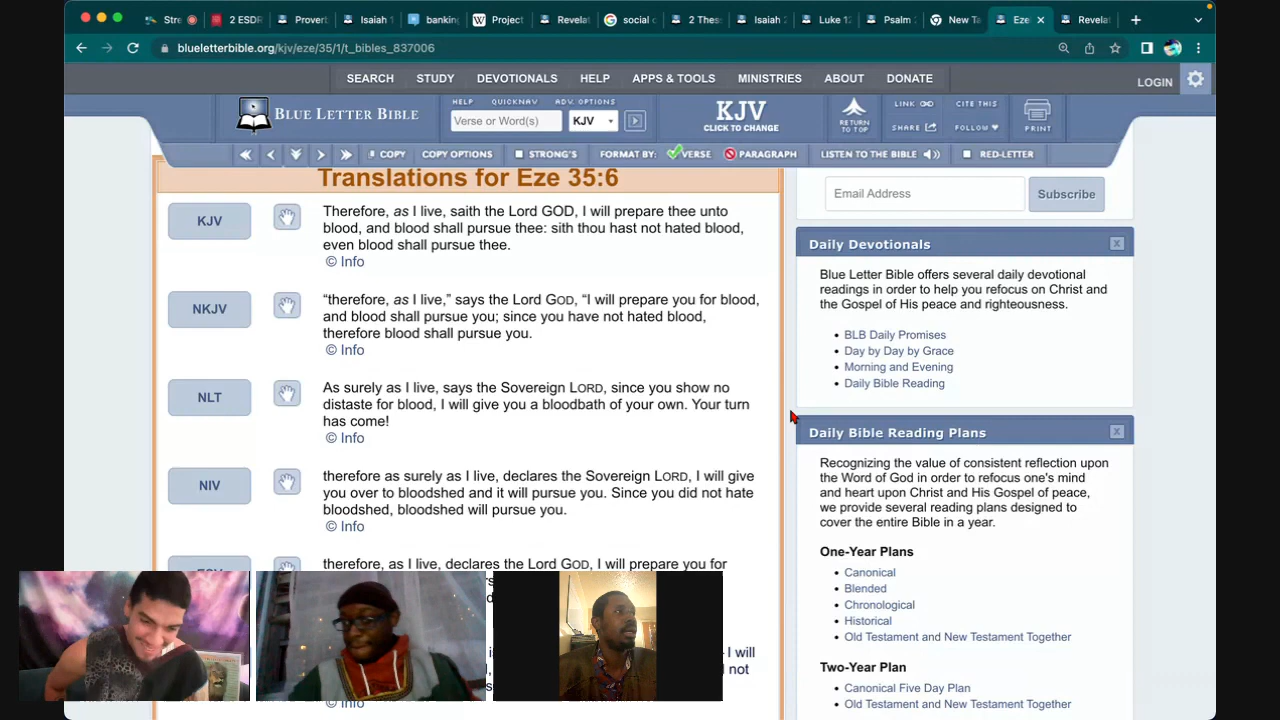 Stre
2 ESDR
Proverb
Isaiah 1
banking
Project
Revelat
social c
2 Thes
Isaiah 2
Luke 12
Psalm 2
New Ta
Eze
Revelat
blueletterbible.org/kjv/eze/35/1/t_bibles_837006
SEARCH STUDY DEVOTIONALS HELP APPS & TOOLS MINISTRIES ABOUT DONATE
LOGIN
BLUE LETTER BIBLE
HELP QUICKNAV ADV. OPTIONS
Verse or Word(s)
KJV
KJV
CLICK TO CHANGE
RETURN
TO TOP
LINK CITE THIS
SHARE FOLLOW
PRINT
COPY COPY OPTIONS STRONG'S FORMAT BY: VERSE PARAGRAPH LISTEN TO THE BIBLE RED-LETTER
Translations for Eze 35:6
KJV
Therefore, as I live, saith the Lord GOD, I will prepare thee unto
blood, and blood shall pursue thee: sith thou hast not hated blood,
even blood shall pursue thee.
© Info
NKJV
“therefore, as I live,” says the Lord GOD, “I will prepare you for blood,
and blood shall pursue you; since you have not hated blood,
therefore blood shall pursue you.
© Info
NLT
As surely as I live, says the Sovereign LORD, since you show no
distaste for blood, I will give you a bloodbath of your own. Your turn
has come!
© Info
NIV
therefore as surely as I live, declares the Sovereign LORD, I will give
you over to bloodshed and it will pursue you. Since you did not hate
bloodshed, bloodshed will pursue you.
© Info
therefore, as I live, declares the Lord GOD, I will prepare you for
I will
not
© Info
Email Address
Subscribe
Daily Devotionals
Blue Letter Bible offers several daily devotional
readings in order to help you refocus on Christ and
the Gospel of His peace and righteousness.
• BLB Daily Promises
• Day by Day by Grace
• Morning and Evening
• Daily Bible Reading
Daily Bible Reading Plans
Recognizing the value of consistent reflection upon
the Word of God in order to refocus one's mind
and heart upon Christ and His Gospel of peace,
we provide several reading plans designed to
cover the entire Bible in a year.
One-Year Plans
• Canonical
• Blended
• Chronological
• Historical
• Old Testament and New Testament Together
Two-Year Plan
• Canonical Five Day Plan
• Old Testament and New Testament Together